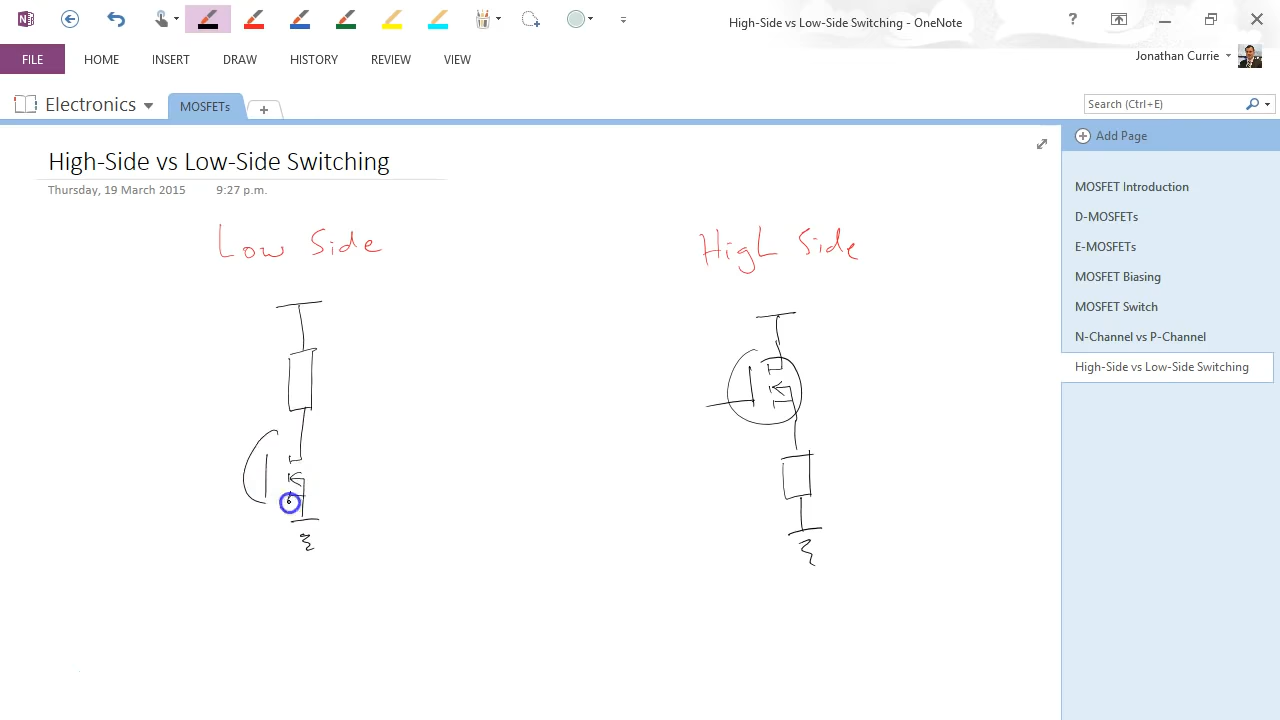 High-Side vs Low-Side Switching - OneNote
?
FILE
HOME
INSERT
DRAW
HISTORY
REVIEW
VIEW
Jonathan Currie
Electronics
MOSFETs
+
Search (Ctrl+E)
Add Page
High-Side vs Low-Side Switching
Thursday, 19 March 2015
9:27 p.m.
MOSFET Introduction
D-MOSFETs
E-MOSFETs
MOSFET Biasing
MOSFET Switch
N-Channel vs P-Channel
High-Side vs Low-Side Switching
Low Side
High Side